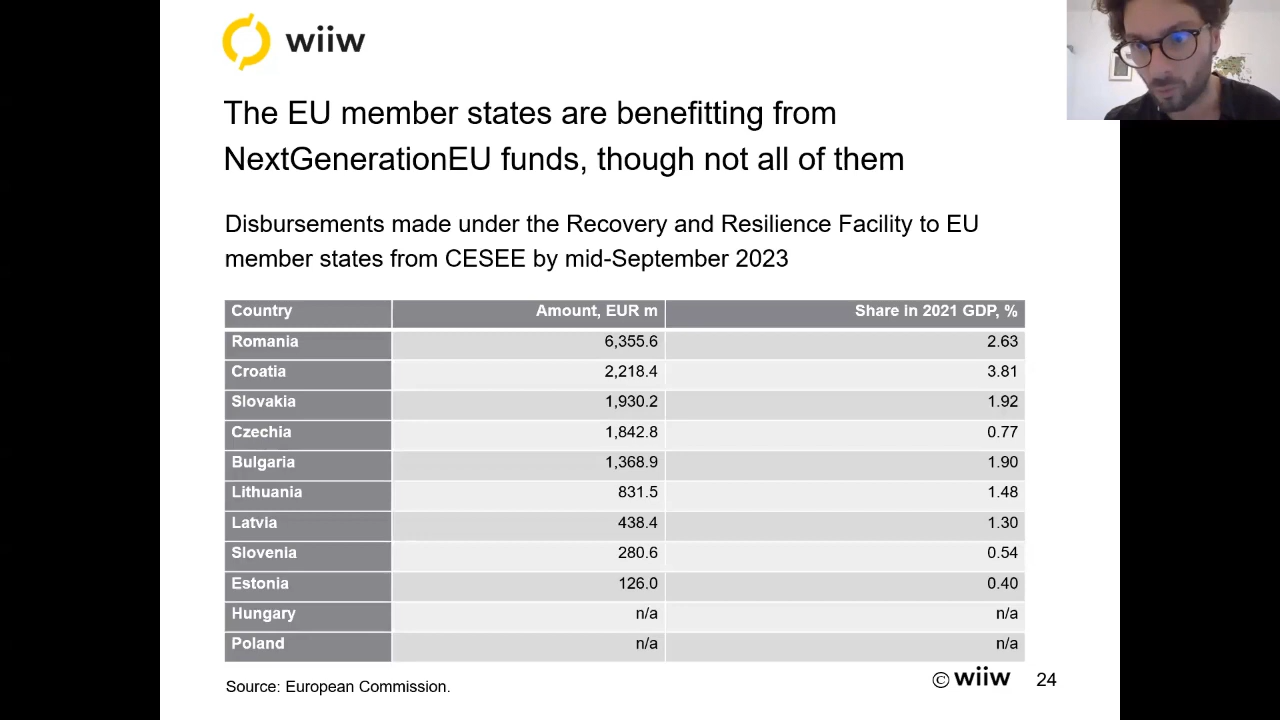 wiiw
The EU member states are benefitting from
NextGenerationEU funds, though not all of them
Disbursements made under the Recovery and Resilience Facility to EU
member states from CESEE by mid-September 2023
Country Amount, EUR m Share in 2021 GDP, %
Romania 6,355.6 2.63
Croatia 2,218.4 3.81
Slovakia 1,930.2 1.92
Czechia 1,842.8 0.77
Bulgaria 1,368.9 1.90
Lithuania 831.5 1.48
Latvia 438.4 1.30
Slovenia 280.6 0.54
Estonia 126.0 0.40
Hungary n/a n/a
Poland n/a n/a
Source: European Commission.
© wiiw 24